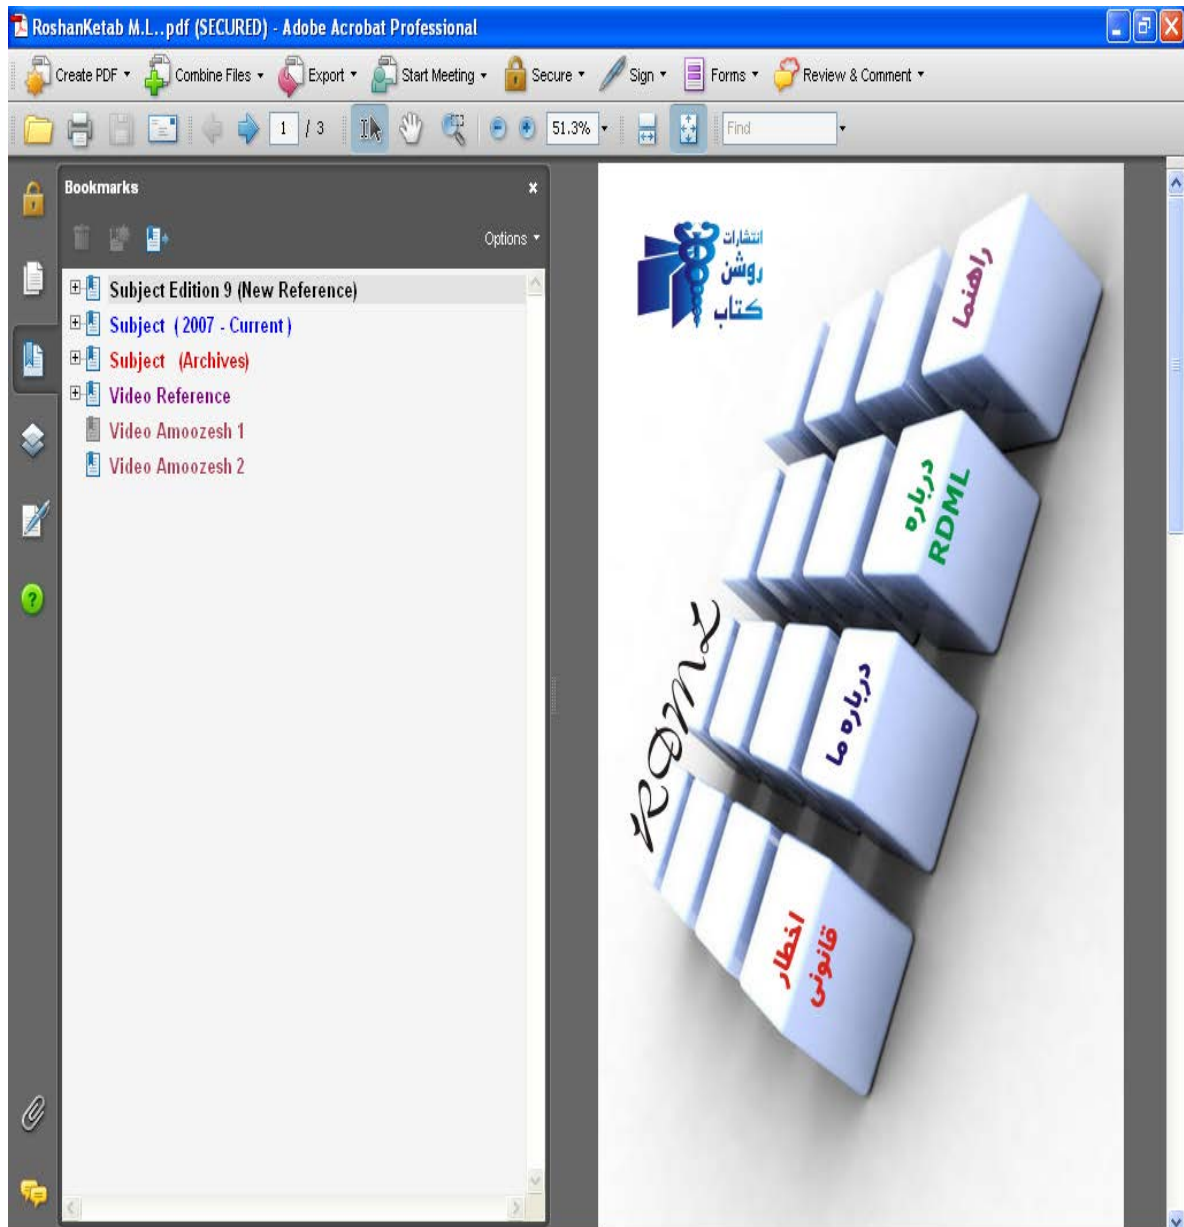 RoshanKetab M.L..pdf (SECURED) - Adobe Acrobat Professional
Create PDF Combine Files Export Start Meeting Secure Sign Forms Review & Comment
1 / 3 51.3% Find
Bookmarks
Options
Subject Edition 9 (New Reference)
Subject ( 2007 - Current )
Subject (Archives)
Video Reference
Video Amoozesh 1
Video Amoozesh 2
انتشارات
روشن
کتاب
راهنما
درباره
RDML
درباره ما
RDML
اخطار
قانونی